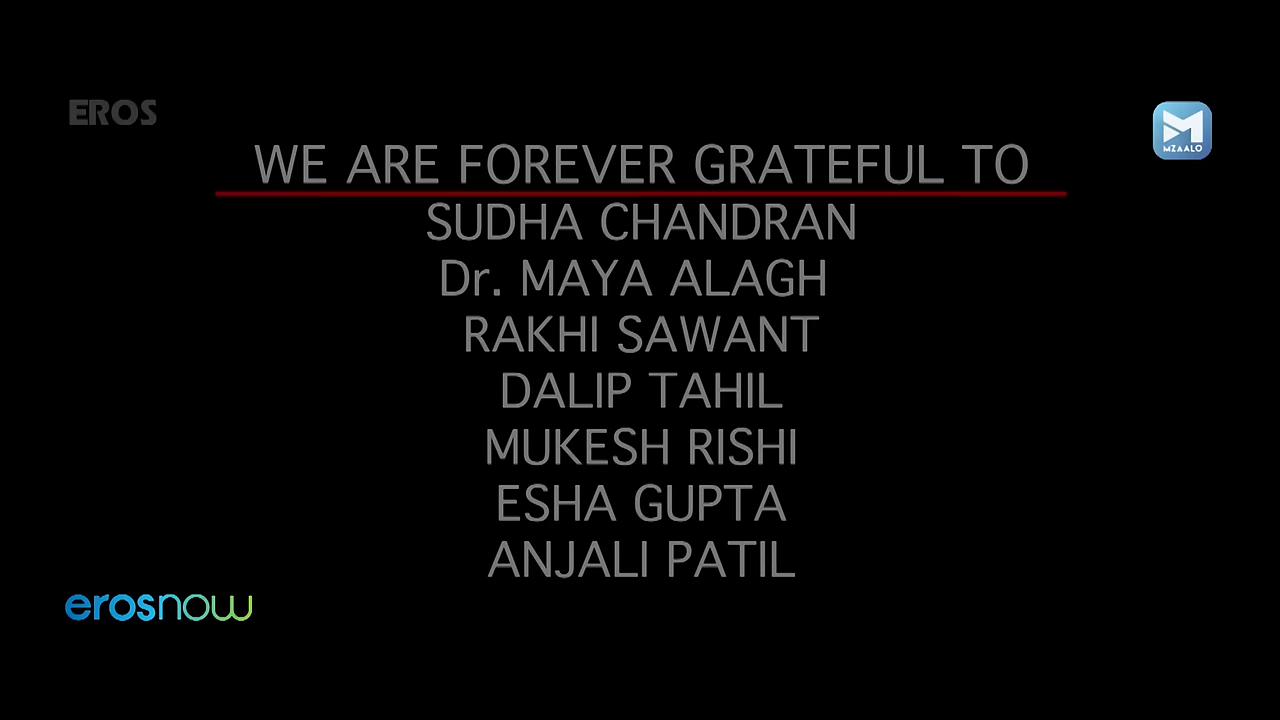 EROS
MZAALO
WE ARE FOREVER GRATEFUL TO
SUDHA CHANDRAN
Dr. MAYA ALAGH
RAKHI SAWANT
DALIP TAHIL
MUKESH RISHI
ESHA GUPTA
ANJALI PATIL
erosnow